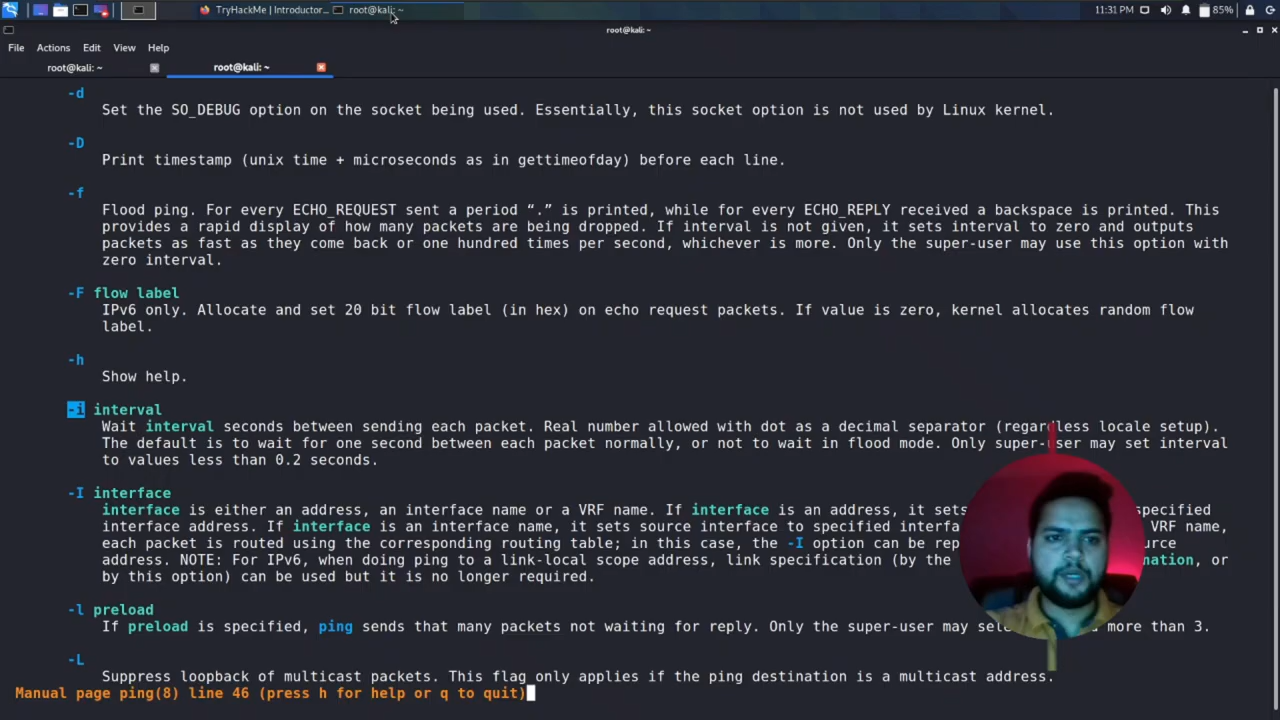 TryHackMe | Introductor... root@kali: ~ 11:31 PM 85%
root@kali: ~
File Actions Edit View Help
root@kali: ~ root@kali: ~
-d
Set the SO_DEBUG option on the socket being used. Essentially, this socket option is not used by Linux kernel.
-D
Print timestamp (unix time + microseconds as in gettimeofday) before each line.
-f
Flood ping. For every ECHO_REQUEST sent a period “.” is printed, while for every ECHO_REPLY received a backspace is printed. This
provides a rapid display of how many packets are being dropped. If interval is not given, it sets interval to zero and outputs
packets as fast as they come back or one hundred times per second, whichever is more. Only the super-user may use this option with
zero interval.
-F flow label
IPv6 only. Allocate and set 20 bit flow label (in hex) on echo request packets. If value is zero, kernel allocates random flow
label.
-h
Show help.
-i interval
Wait interval seconds between sending each packet. Real number allowed with dot as a decimal separator (regardless locale setup).
The default is to wait for one second between each packet normally, or not to wait in flood mode. Only super-user may set interval
to values less than 0.2 seconds.
-I interface
interface is either an address, an interface name or a VRF name. If interface is an address, it sets specified
interface address. If interface is an interface name, it sets source interface to specified VRF name,
each packet is routed using the corresponding routing table; in this case, the -I option can be
address. NOTE: For IPv6, when doing ping to a link-local scope address, link specification (by the or
by this option) can be used but it is no longer required.
-l preload
If preload is specified, ping sends that many packets not waiting for reply. Only the super-user may more than 3.
-L
Suppress loopback of multicast packets. This flag only applies if the ping destination is a multicast address.
Manual page ping(8) line 46 (press h for help or q to quit)